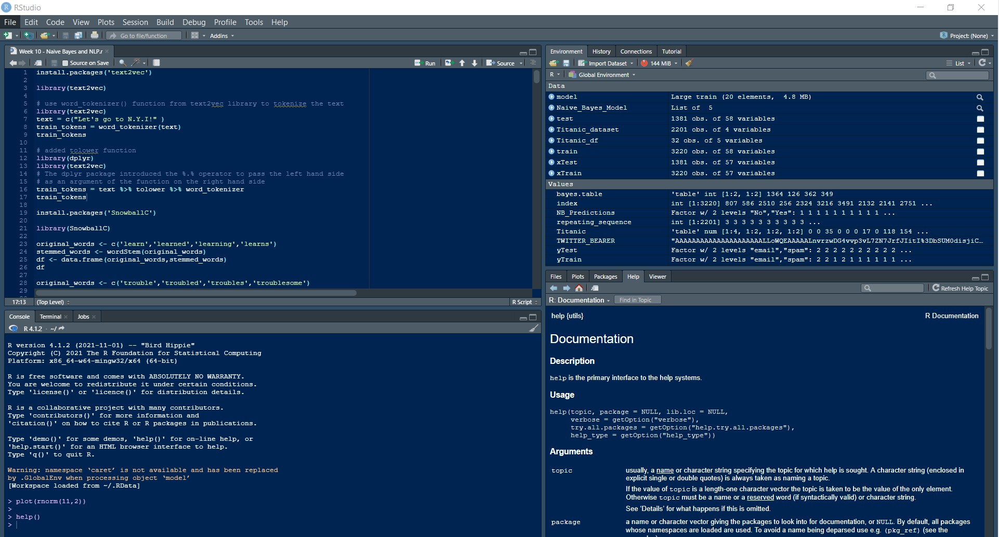 RStudio
File Edit Code View Plots Session Build Debug Profile Tools Help
Go to file/function Addins Project: (None)
Week 10 - Naive Bayes and NLP.r
Source on Save Run Source
1 install.packages('text2vec')
2
3 library(text2vec)
4
5 # use word_tokenizer() function from text2vec library to tokenize the text
6 library(text2vec)
7 text = c("Let's go to N.Y.I!" )
8 train_tokens = word_tokenizer(text)
9 train_tokens
10
11 # added tolower function
12 library(dplyr)
13 library(text2vec)
14 # The dplyr package introduced the %.% operator to pass the left hand side
15 # as an argument of the function on the right hand side
16 train_tokens = text %>% tolower %>% word_tokenizer
17 train_tokens
18
19 install.packages('SnowballC')
20
21 library(SnowballC)
22
23 original_words <- c('learn','learned','learning','learns')
24 stemmed_words <- wordStem(original_words)
25 df <- data.frame(original_words,stemmed_words)
26 df
27
28 original_words <- c('trouble','troubled','troubles','troublesome')
29
17:13 (Top Level) R Script
Console Terminal Jobs
R 4.1.2 · ~/
R version 4.1.2 (2021-11-01) -- "Bird Hippie"
Copyright (C) 2021 The R Foundation for Statistical Computing
Platform: x86_64-w64-mingw32/x64 (64-bit)
R is free software and comes with ABSOLUTELY NO WARRANTY.
You are welcome to redistribute it under certain conditions.
Type 'license()' or 'licence()' for distribution details.
R is a collaborative project with many contributors.
Type 'contributors()' for more information and
'citation()' on how to cite R or R packages in publications.
Type 'demo()' for some demos, 'help()' for on-line help, or
'help.start()' for an HTML browser interface to help.
Type 'q()' to quit R.
Warning: namespace ‘caret’ is not available and has been replaced
by .GlobalEnv when processing object ‘model’
[Workspace loaded from ~/.RData]
> plot(rnorm(11,2))
>
> help()
>
Environment History Connections Tutorial
Import Dataset 144 MiB List
R Global Environment
Data
model Large train (20 elements, 4.8 MB)
Naive_Bayes_Model List of 5
test 1381 obs. of 58 variables
Titanic_dataset 2201 obs. of 4 variables
Titanic_df 32 obs. of 5 variables
train 3220 obs. of 58 variables
xTest 1381 obs. of 57 variables
xTrain 3220 obs. of 57 variables
Values
bayes.table 'table' int [1:2, 1:2] 1364 126 362 349
index int [1:3220] 807 586 2510 256 2324 3216 3491 2132 2141 2751 ...
NB_Predictions Factor w/ 2 levels "No","Yes": 1 1 1 1 1 1 1 1 1 1 ...
repeating_sequence int [1:2201] 3 3 3 3 3 3 3 3 3 3 ...
Titanic 'table' num [1:4, 1:2, 1:2, 1:2] 0 0 35 0 0 0 17 0 118 154 ...
TWITTER_BEARER
yTest Factor w/ 2 levels "email","spam": 2 2 2 2 2 2 2 2 2 2 ...
yTrain Factor w/ 2 levels "email","spam": 2 2 1 2 1 1 1 1 1 1 ...
Files Plots Packages Help Viewer
Refresh Help Topic
R: Documentation Find in Topic
help {utils} R Documentation
Documentation
Description
help is the primary interface to the help systems.
Usage
help(topic, package = NULL, lib.loc = NULL,
verbose = getOption("verbose"),
try.all.packages = getOption("help.try.all.packages"),
help_type = getOption("help_type"))
Arguments
topic usually, a name or character string specifying the topic for which help is sought. A character string (enclosed in
explicit single or double quotes) is always taken as naming a topic.
If the value of topic is a length-one character vector the topic is taken to be the value of the only element.
Otherwise topic must be a name or a reserved word (if syntactically valid) or character string.
See ‘Details’ for what happens if this is omitted.
package a name or character vector giving the packages to look into for documentation, or NULL. By default, all packages
whose namespaces are loaded are used. To avoid a name being deparsed use e.g. (pkg_ref) (see the